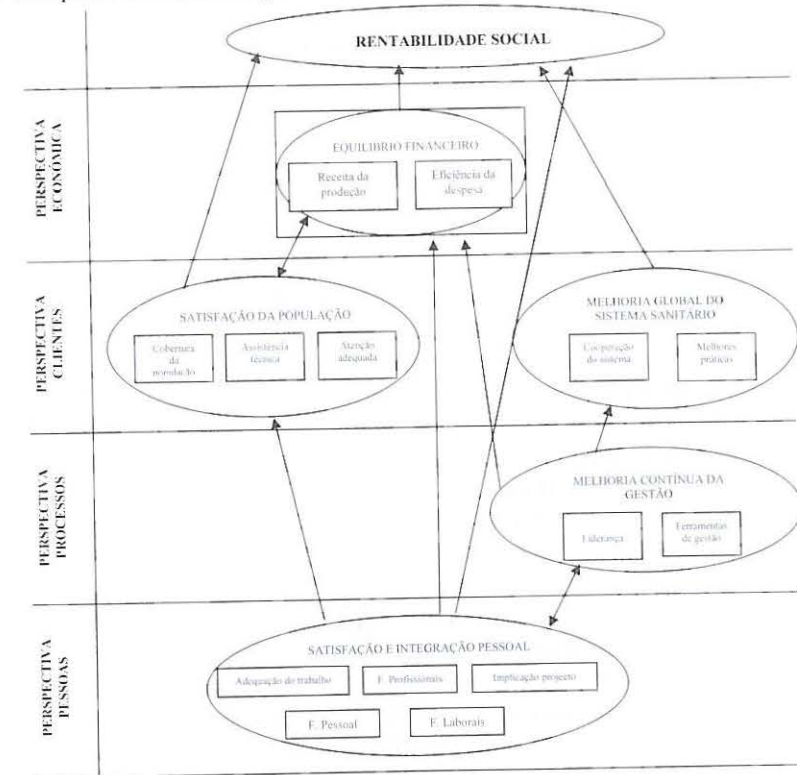 RENTABILIDADE SOCIAL
PERSPECTIVA
ECONÓMICA
EQUILIBRIO FINANCEIRO
Receita da
produção
Eficiência da
despesa
PERSPECTIVA
CLIENTES
SATISFAÇÃO DA POPULAÇÃO
Cobertura
da
população
Assistência
técnica
Atenção
adequada
MELHORIA GLOBAL DO
SISTEMA SANITÁRIO
Cooperação
do sistema
Melhores
práticas
PERSPECTIVA
PROCESSOS
MELHORIA CONTÍNUA DA
GESTÃO
Liderança
Ferramentas
de gestão
PERSPECTIVA
PESSOAS
SATISFAÇÃO E INTEGRAÇÃO PESSOAL
Adequação do trabalho
F. Profissionais
Implicação projecto
F. Pessoal
F. Laborais